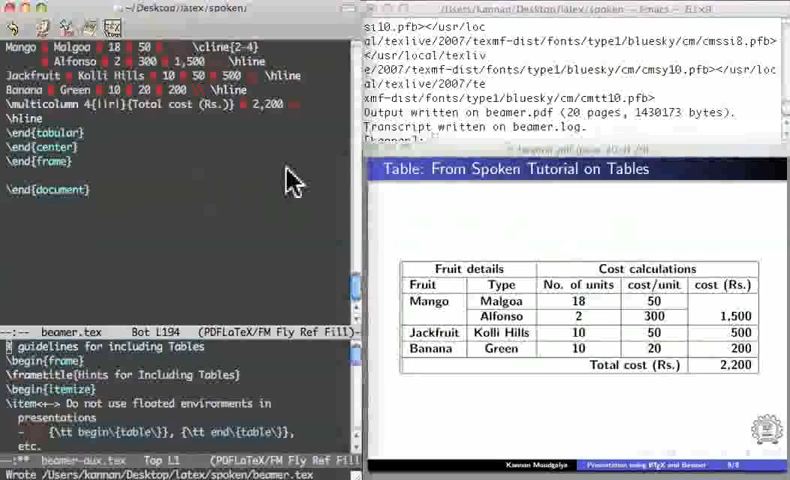 ~/Desktop/latex/spoken/
Mango & Malgoa & 18 & 50 & \cline{2-4}
& Alfonso & 2 & 300 & 1,500 \\ \hline
Jackfruit & Kolli Hills & 10 & 50 & 500 \\ \hline
Banana & Green & 10 & 20 & 200 \\ \hline
\multicolumn 4{||r|}{Total cost (Rs.)} & 2,200 \\
\hline
\end{tabular}
\end{center}
\end{frame}
\end{document}
--:-- beamer.tex Bot L194 (PDFLaTeX/FM Fly Ref Fill)--
% guidelines for including Tables
\begin{frame}
\frametitle{Hints for Including Tables}
\begin{itemize}
\item<+-> Do not use floated environments in
presentations
- {\tt begin\{table\}}, {\tt end\{table\}},
etc.
--:** beamer-aux.tex Top L1 (PDFLaTeX/FM Fly Ref Fill)
Wrote /Users/kannan/Desktop/latex/spoken/beamer.tex
/Users/kannan/Desktop/latex/spoken — Emacs
si10.pfb></usr/loc
al/texlive/2007/texmf-dist/fonts/type1/bluesky/cm/cmssi8.pfb>
</usr/local/texliv
e/2007/texmf-dist/fonts/type1/bluesky/cm/cmsy10.pfb></usr/loc
al/texlive/2007/te
xmf-dist/fonts/type1/bluesky/cm/cmtt10.pfb>
Output written on beamer.pdf (20 pages, 1430173 bytes).
Transcript written on beamer.log.
Table: From Spoken Tutorial on Tables
Fruit details Cost calculations
Fruit Type No. of units cost/unit cost (Rs.)
Mango Malgoa 18 50
Alfonso 2 300 1,500
Jackfruit Kolli Hills 10 50 500
Banana Green 10 20 200
Total cost (Rs.) 2,200
Kannan Moudgalya Presentation using LaTeX and Beamer